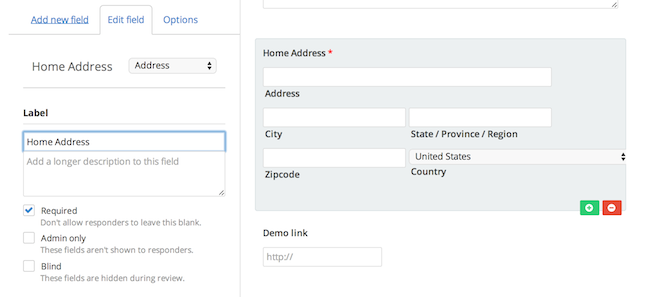 Add new field
Edit field
Options
Home Address
Address
Label
Home Address
Add a longer description to this field
Required
Don't allow responders to leave this blank.
Admin only
These fields aren't shown to responders.
Blind
These fields are hidden during review.
Home Address *
Address
City
State / Province / Region
United States
Zipcode
Country
Demo link
http://